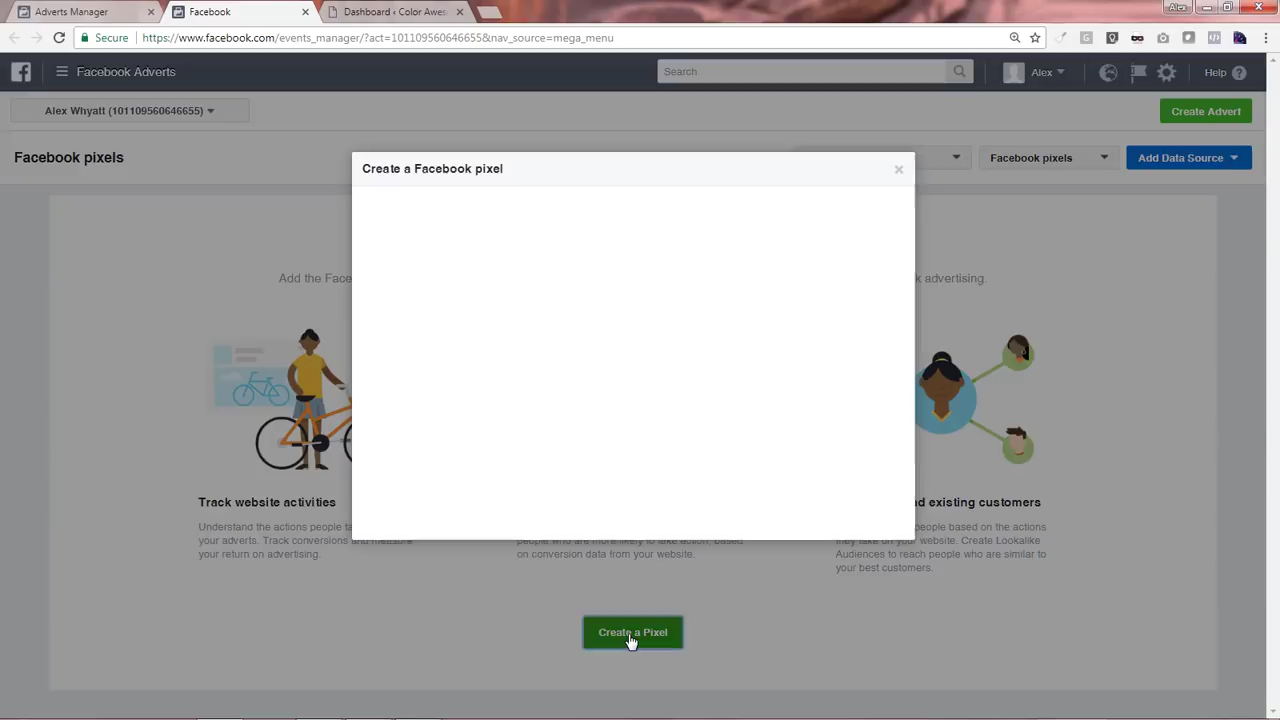 Alex
Adverts Manager
Facebook
Dashboard ‹ Color Awes
Secure
https://www.facebook.com/events_manager/?act=101109560646655&nav_source=mega_menu
Facebook Adverts
Search
Alex
Help
Alex Whyatt (101109560646655)
Create Advert
Facebook pixels
Create a Facebook pixel
Facebook pixels
Add Data Source
Add the Face
k advertising.
Track website activities
d existing customers
Understand the actions people ta
your adverts. Track conversions and measure
your return on advertising.
people who are more likely to take action, based
on conversion data from your website.
people based on the actions
they take on your website. Create Lookalike
Audiences to reach people who are similar to
your best customers.
Create a Pixel